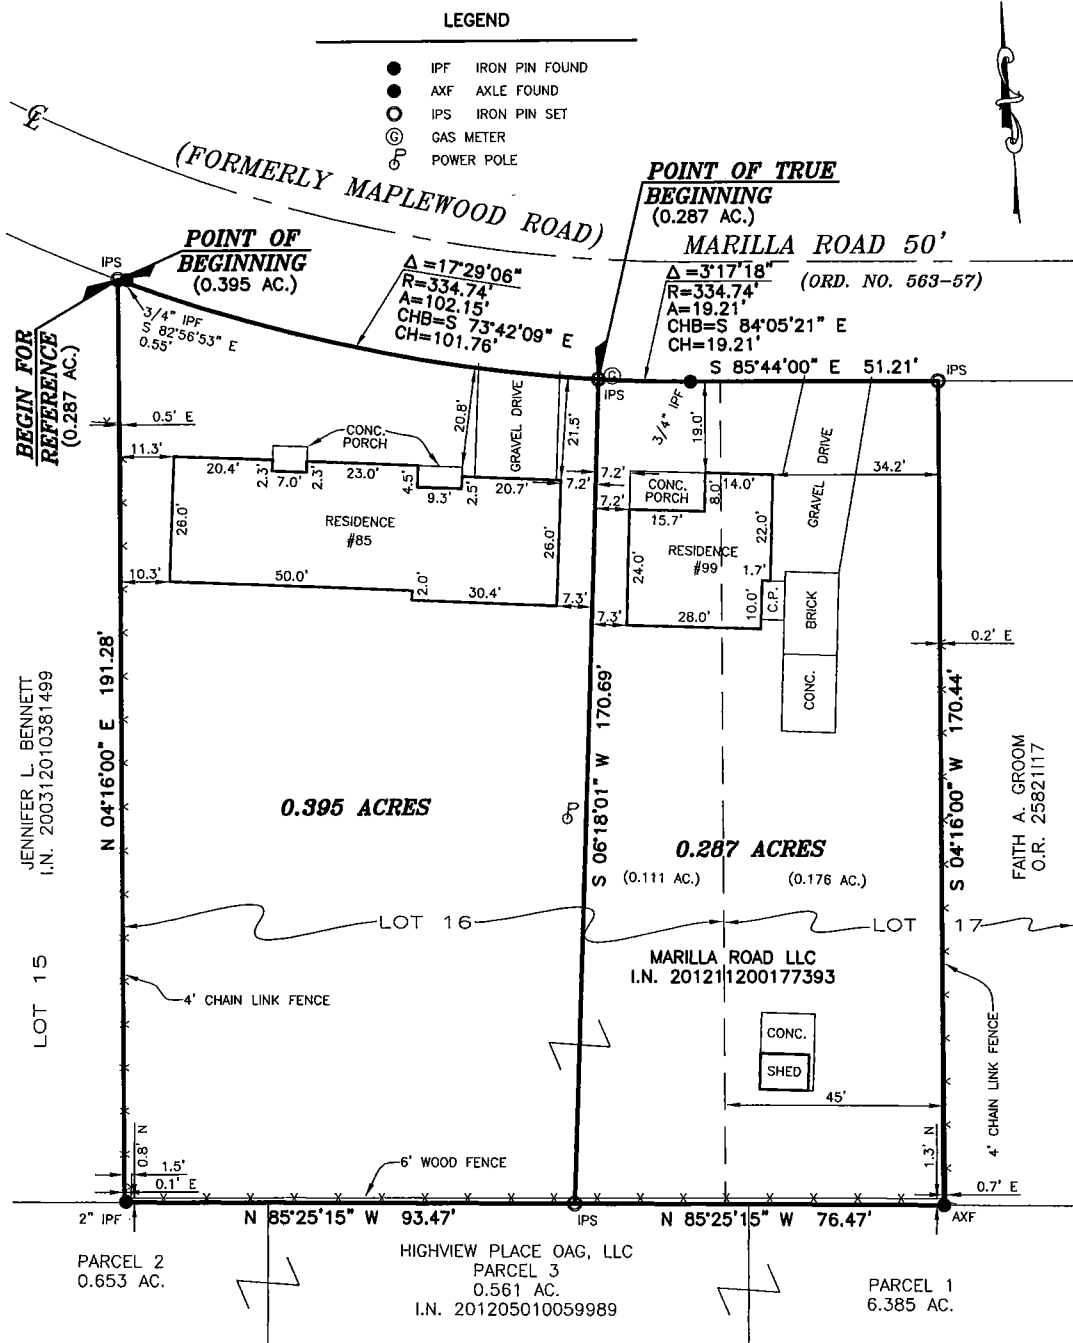 LEGEND
IPF IRON PIN FOUND
AXF AXLE FOUND
IPS IRON PIN SET
G GAS METER
P POWER POLE
℄
(FORMERLY MAPLEWOOD ROAD)
POINT OF TRUE
BEGINNING
(0.287 AC.)
MARILLA ROAD 50'
(ORD. NO. 563-57)
IPS
POINT OF
BEGINNING
(0.395 AC.)
Δ =17°29'06"
R=334.74'
A=102.15'
CHB=S 73°42'09" E
CH=101.76'
Δ =3°17'18"
R=334.74'
A=19.21'
CHB=S 84°05'21" E
CH=19.21'
3/4" IPF
S 82°56'53" E
0.55'
BEGIN FOR
REFERENCE
(0.287 AC.)
G
S 85°44'00" E 51.21'
IPS
IPS
3/4" IPF
0.5' E
20.8'
GRAVEL DRIVE
21.5'
19.0'
GRAVEL DRIVE
CONC.
PORCH
11.3'
20.4'
2.3'
7.0'
2.3'
23.0'
4.5'
9.3'
2.5'
20.7'
7.2'
7.2'
34.2'
CONC.
PORCH
8.0'
14.0'
7.2'
15.7'
26.0'
RESIDENCE
#85
26.0'
24.0'
RESIDENCE
#99
22.0'
1.7'
10.3'
50.0'
2.0'
30.4'
7.3'
7.3'
28.0'
10.0'
C.P.
BRICK
CONC.
0.2' E
N 04°16'00" E 191.28'
S 06°18'01" W 170.69'
S 04°16'00" W 170.44'
JENNIFER L. BENNETT
I.N. 200312010381499
FAITH A. GROOM
O.R. 25821I17
0.395 ACRES
P
0.287 ACRES
(0.111 AC.) (0.176 AC.)
LOT 16
LOT 17
LOT 15
MARILLA ROAD LLC
I.N. 201211200177393
4' CHAIN LINK FENCE
4' CHAIN LINK FENCE
CONC.
SHED
45'
0.8' N
1.5'
0.1' E
6' WOOD FENCE
1.3' N
0.7' E
2" IPF
N 85°25'15" W 93.47'
IPS
N 85°25'15" W 76.47'
AXF
PARCEL 2
0.653 AC.
HIGHVIEW PLACE OAG, LLC
PARCEL 3
0.561 AC.
I.N. 201205010059989
PARCEL 1
6.385 AC.